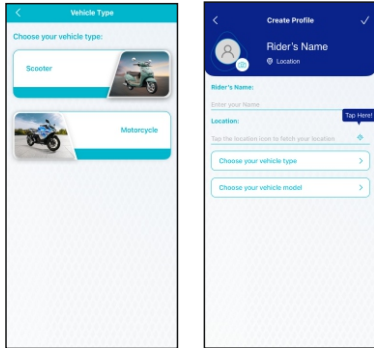 Vehicle Type
Choose your vehicle type:
Scooter
Motorcycle
Create Profile
Rider's Name
Location
Rider's Name:
Enter your Name
Location:
Tap Here!
Tap the location icon to fetch your location
Choose your vehicle type
Choose your vehicle model